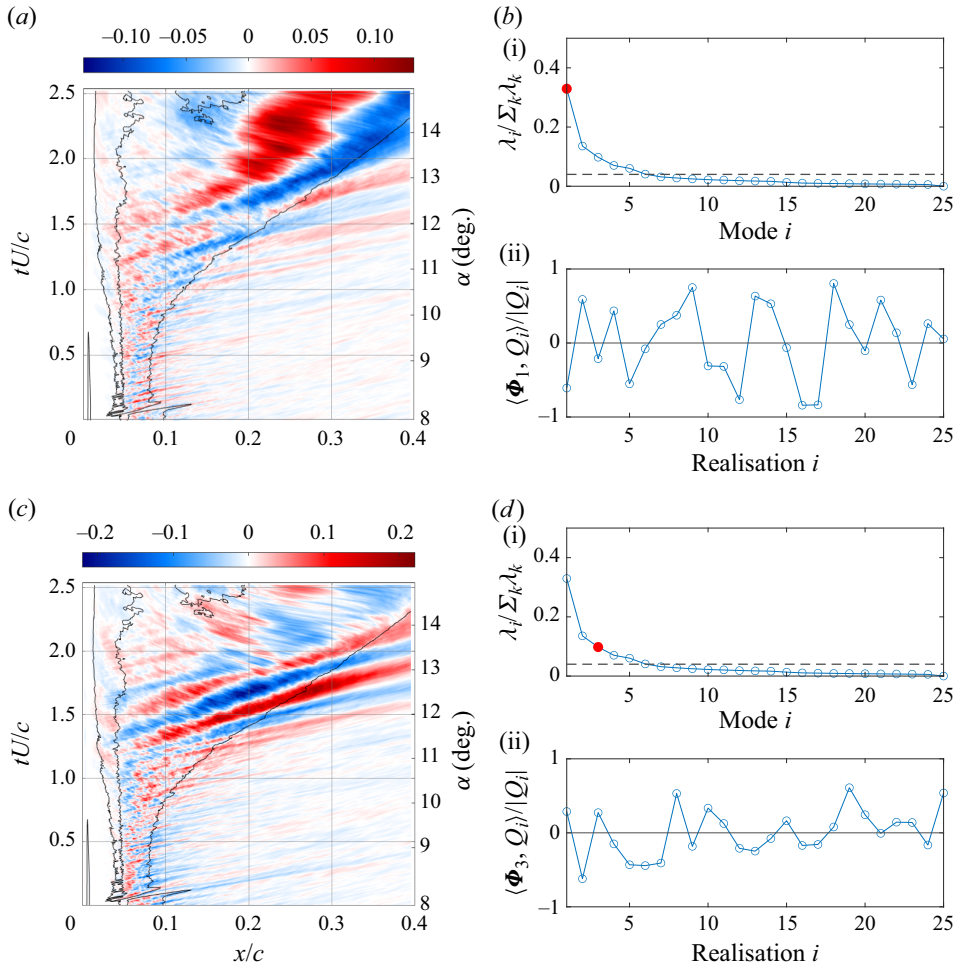 (a)
−0.10 −0.05 0 0.05 0.10
2.5
2.0
1.5
1.0
0.5
tU/c
14
13
12
11
10
9
8
α (deg.)
0 0.1 0.2 0.3 0.4
(b)
(i)
0.4
0.2
0
λi/Σkλk
5 10 15 20 25
Mode i
(ii)
1
0
−1
⟨Φ1, Qi⟩/|Qi|
5 10 15 20 25
Realisation i
(c)
−0.2 −0.1 0 0.1 0.2
2.5
2.0
1.5
1.0
0.5
tU/c
14
13
12
11
10
9
8
α (deg.)
0 0.1 0.2 0.3 0.4
x/c
(d)
(i)
0.4
0.2
0
λi/Σkλk
5 10 15 20 25
Mode i
(ii)
1
0
−1
⟨Φ3, Qi⟩/|Qi|
5 10 15 20 25
Realisation i